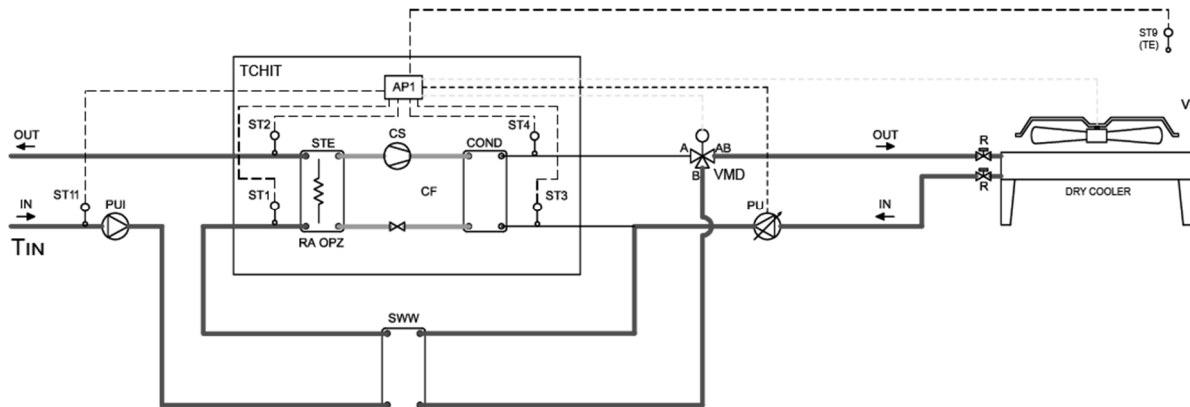 ST9
(TE)
TCHIT
AP1
V
OUT
ST2
STE
CS
ST4
COND
A
AB
OUT
R
VMD
B
IN
ST11
PUI
ST1
CF
ST3
PU
IN
R
DRY COOLER
TIN
RA OPZ
SWW